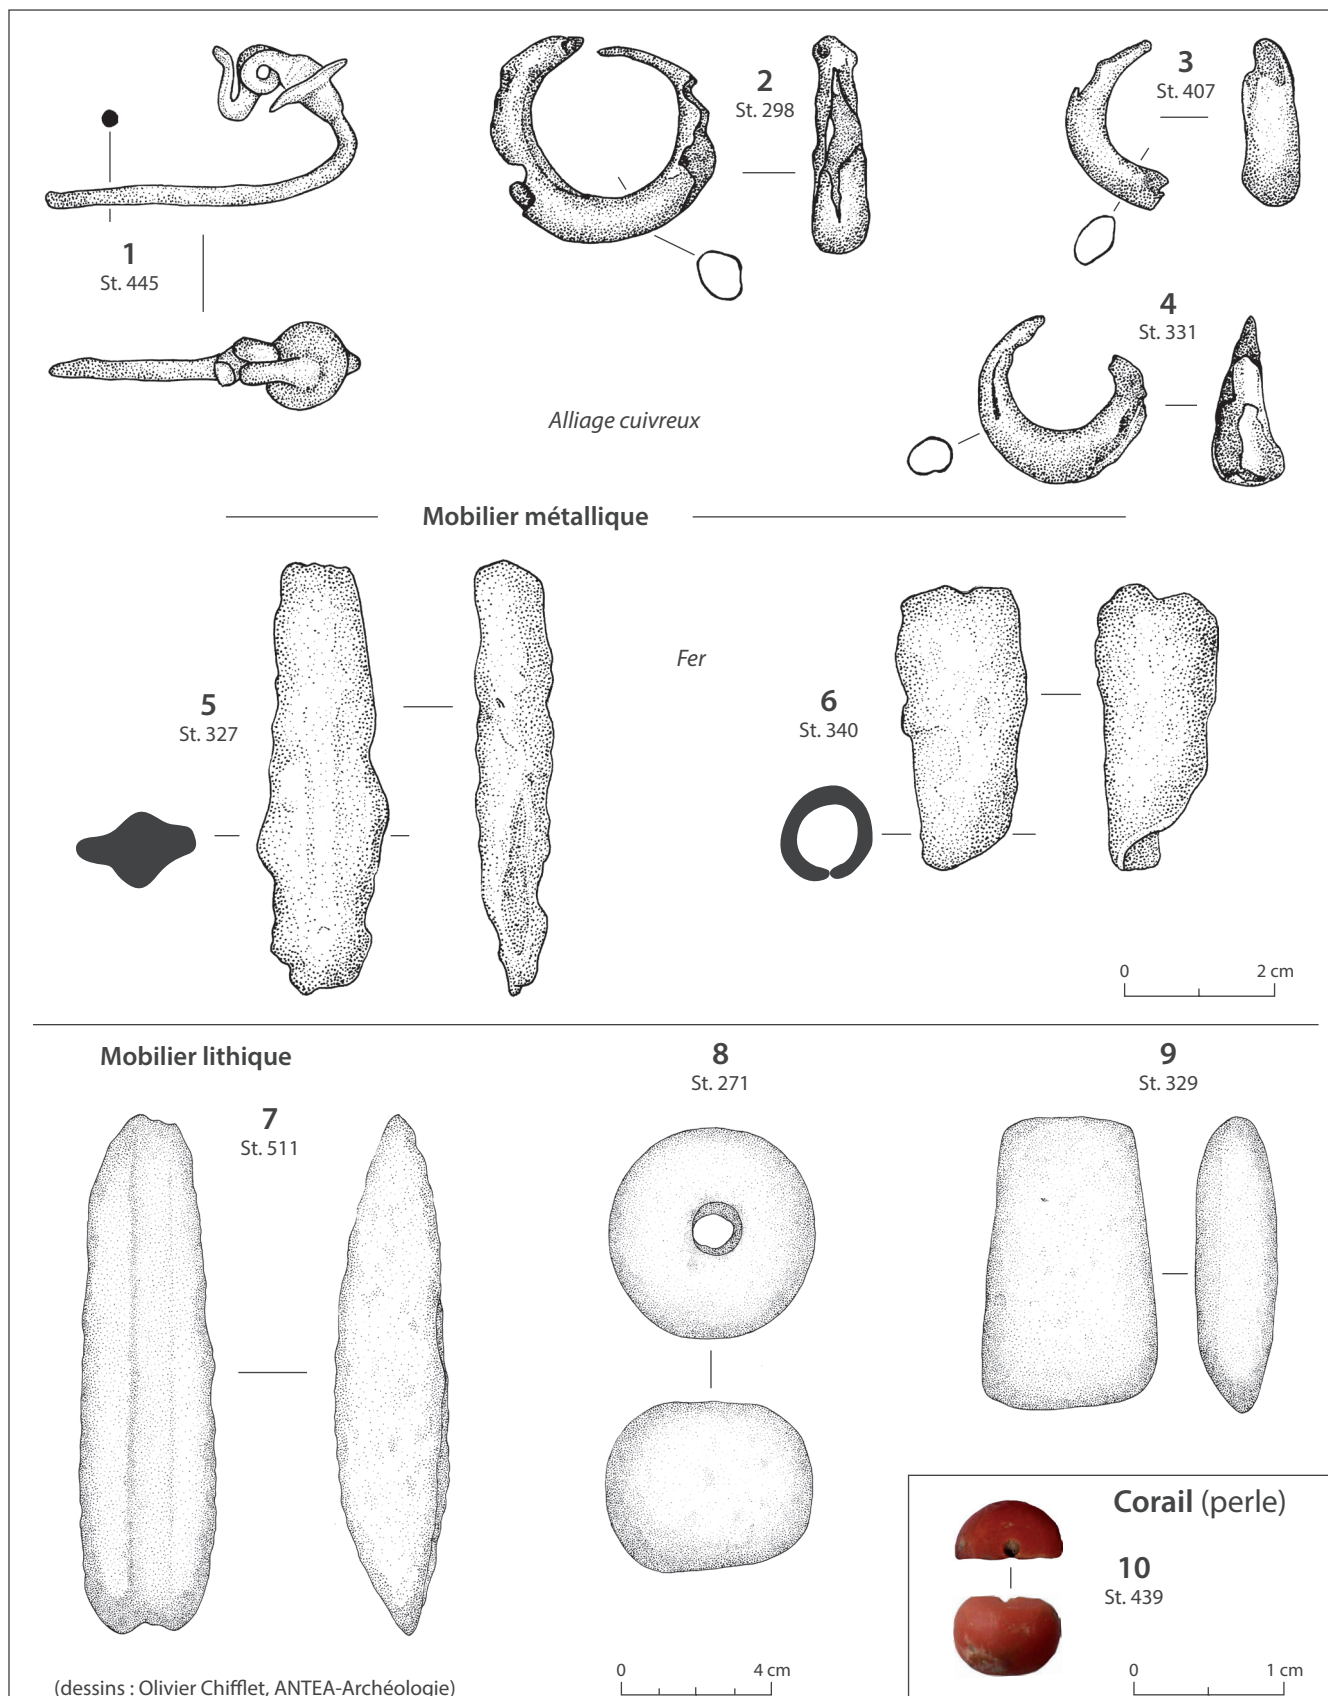 1
St. 445
2
St. 298
3
St. 407
4
St. 331
Alliage cuivreux
Mobilier métallique
Fer
5
St. 327
6
St. 340
0 2 cm
Mobilier lithique
7
St. 511
8
St. 271
9
St. 329
Corail (perle)
10
St. 439
0 4 cm
0 1 cm
(dessins : Olivier Chifflet, ANTEA-Archéologie)